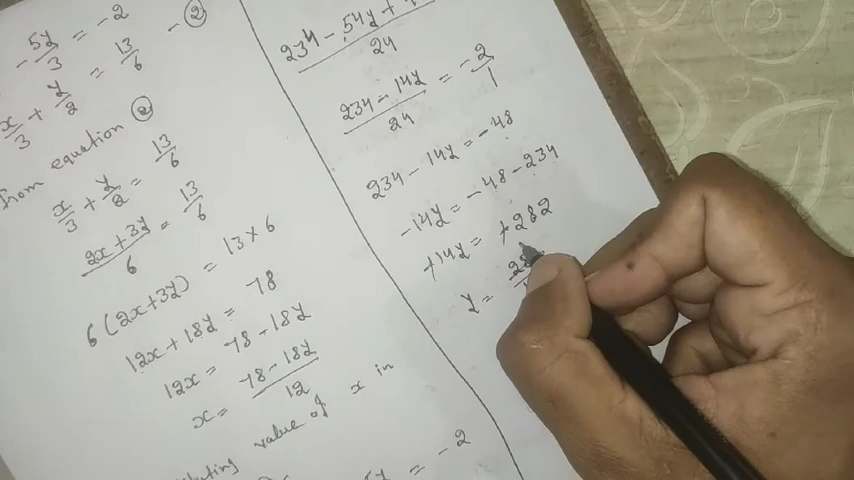 - 5y/3 = -2
x/3 + y/2 = 13/6 - ②
From equation ②
x/3 + y/2 = 13/6
2x + 3y/6 = 13/6
6(2x+3y) = 13×6
12x + 18y = 78
12x = 78 - 18y
x = 78 - 18y/12
value of x in
= -2
234 - 54y +/24
234 - 14y/24 = -2/1
234 - 14y = -48
-14y = -48 - 234
+14y = +282
y =